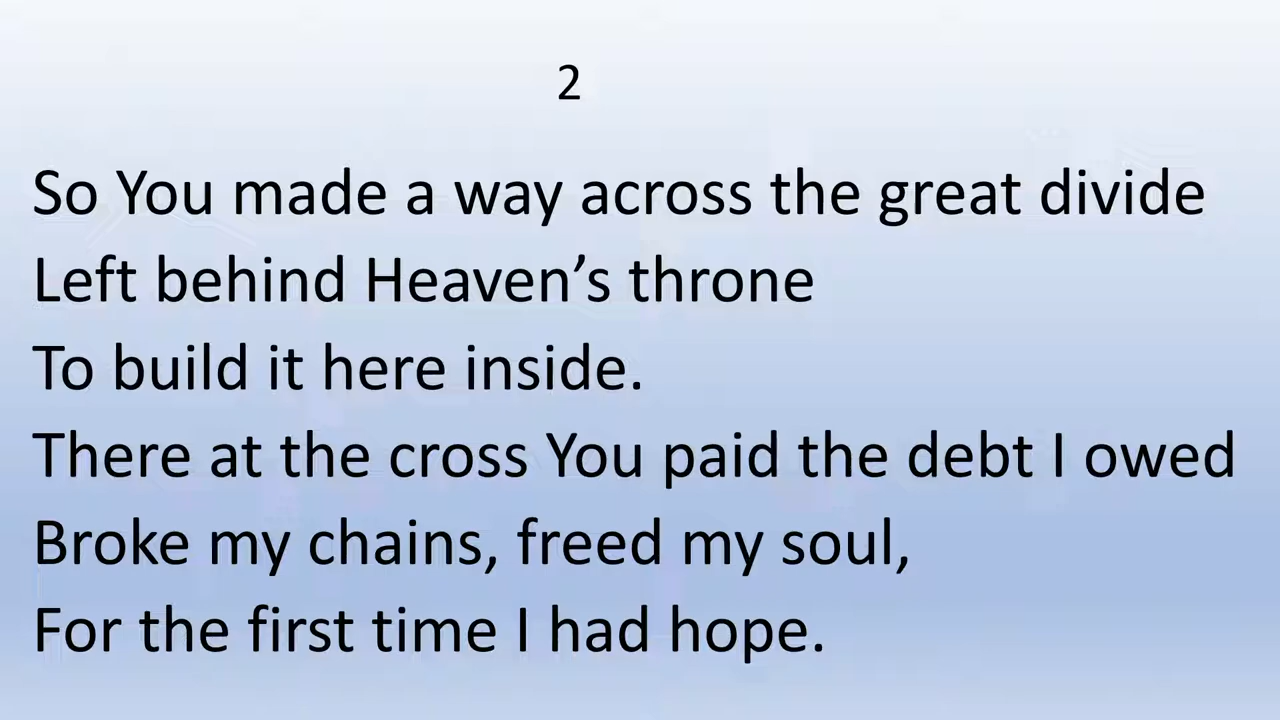 2
So You made a way across the great divide
Left behind Heaven’s throne
To build it here inside.
There at the cross You paid the debt I owed
Broke my chains, freed my soul,
For the first time I had hope.